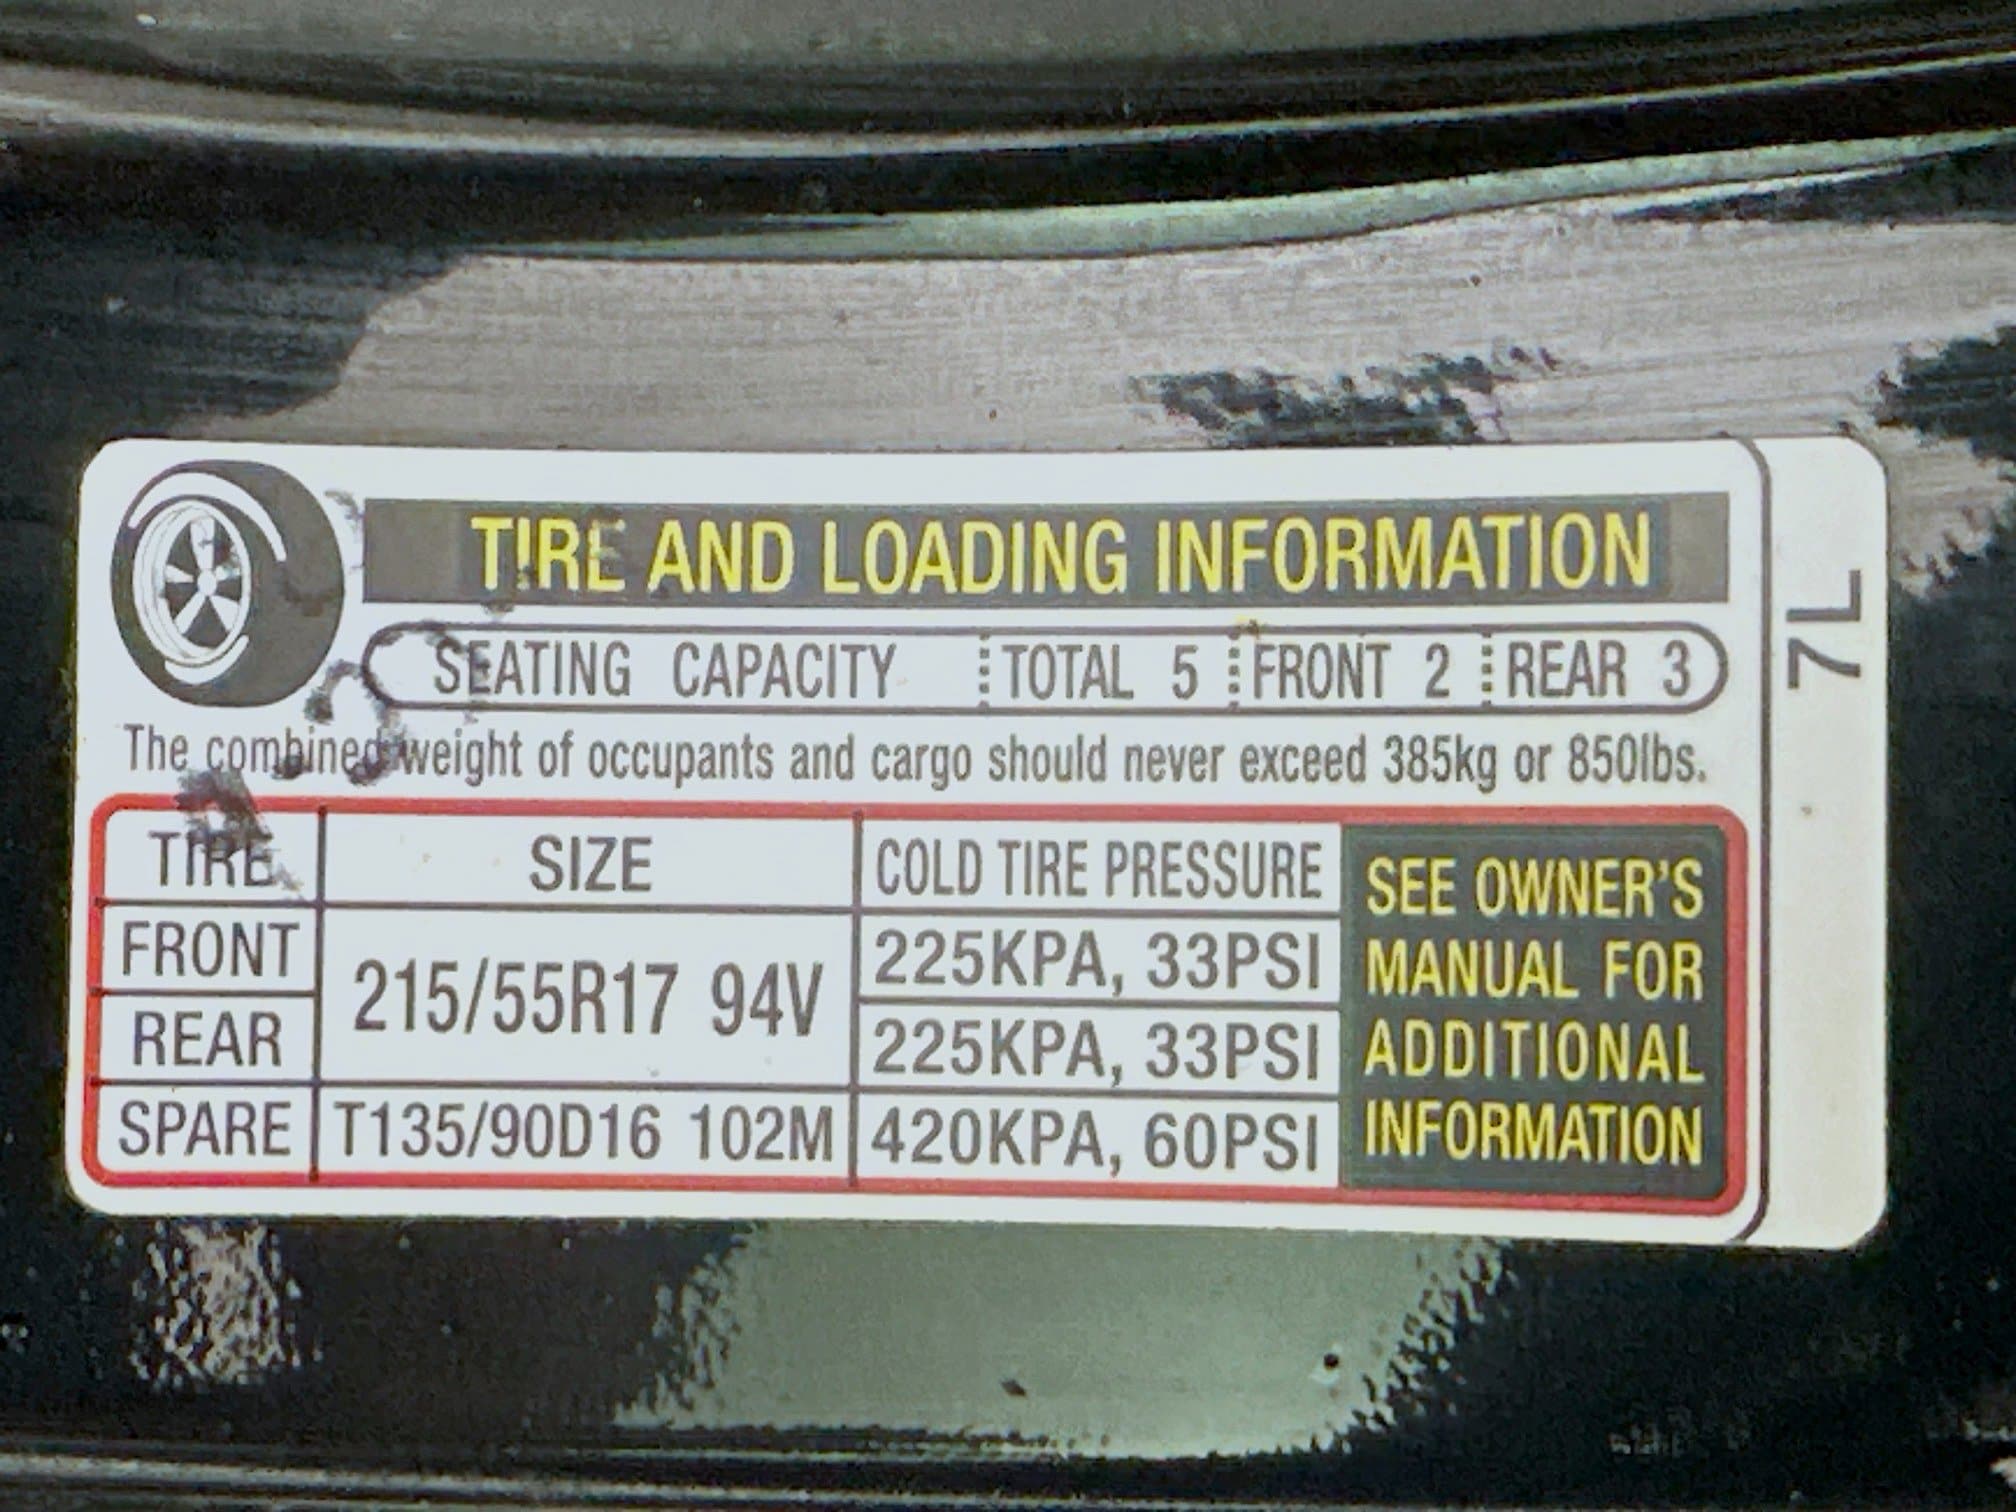 TIRE AND LOADING INFORMATION
SEATING CAPACITY TOTAL 5 FRONT 2 REAR 3
The combined weight of occupants and cargo should never exceed 385kg or 850lbs.
TIRE SIZE COLD TIRE PRESSURE
FRONT 215/55R17 94V 225KPA, 33PSI
REAR 225KPA, 33PSI
SPARE T135/90D16 102M 420KPA, 60PSI
SEE OWNER'S
MANUAL FOR
ADDITIONAL
INFORMATION
7L